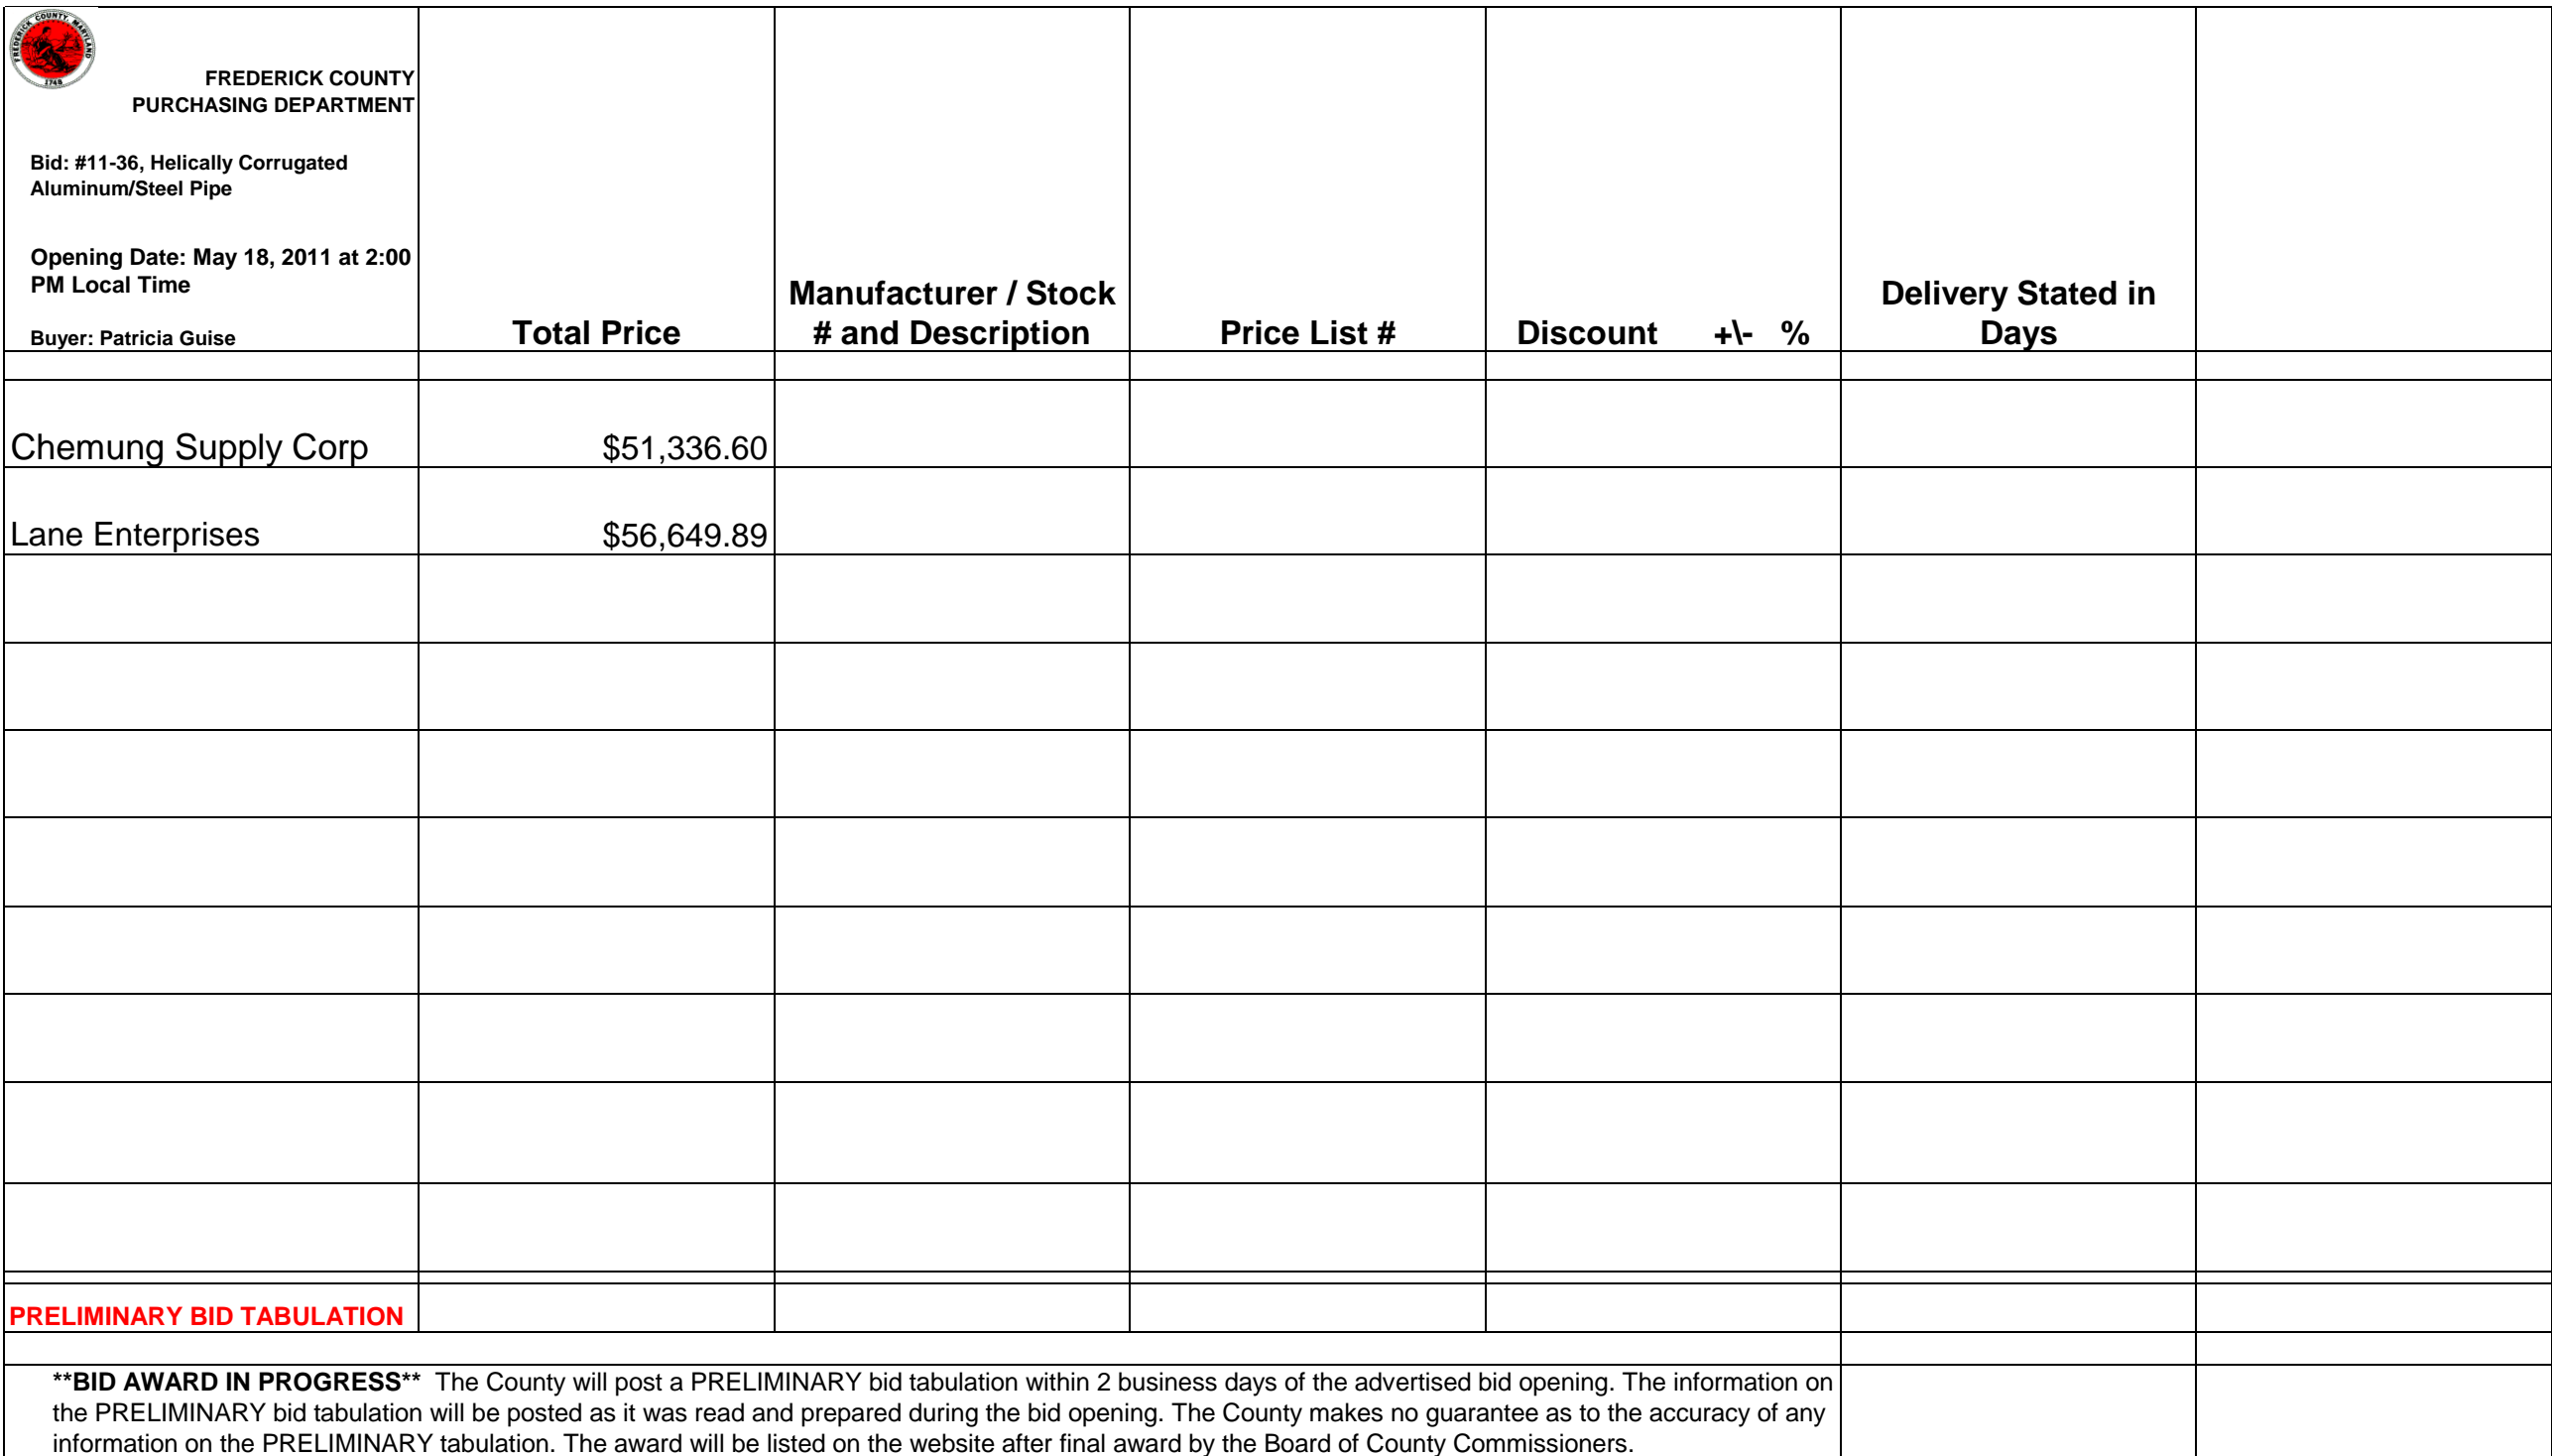 FREDERICK COUNTY, MARYLAND
1748
FREDERICK COUNTY
PURCHASING DEPARTMENT
Bid: #11-36, Helically Corrugated
Aluminum/Steel Pipe
Opening Date: May 18, 2011 at 2:00
PM Local Time
Buyer: Patricia Guise
Total Price
Manufacturer / Stock
# and Description
Price List #
Discount +\- %
Delivery Stated in
Days
Chemung Supply Corp $51,336.60
Lane Enterprises $56,649.89
PRELIMINARY BID TABULATION
**BID AWARD IN PROGRESS** The County will post a PRELIMINARY bid tabulation within 2 business days of the advertised bid opening. The information on
the PRELIMINARY bid tabulation will be posted as it was read and prepared during the bid opening. The County makes no guarantee as to the accuracy of any
information on the PRELIMINARY tabulation. The award will be listed on the website after final award by the Board of County Commissioners.